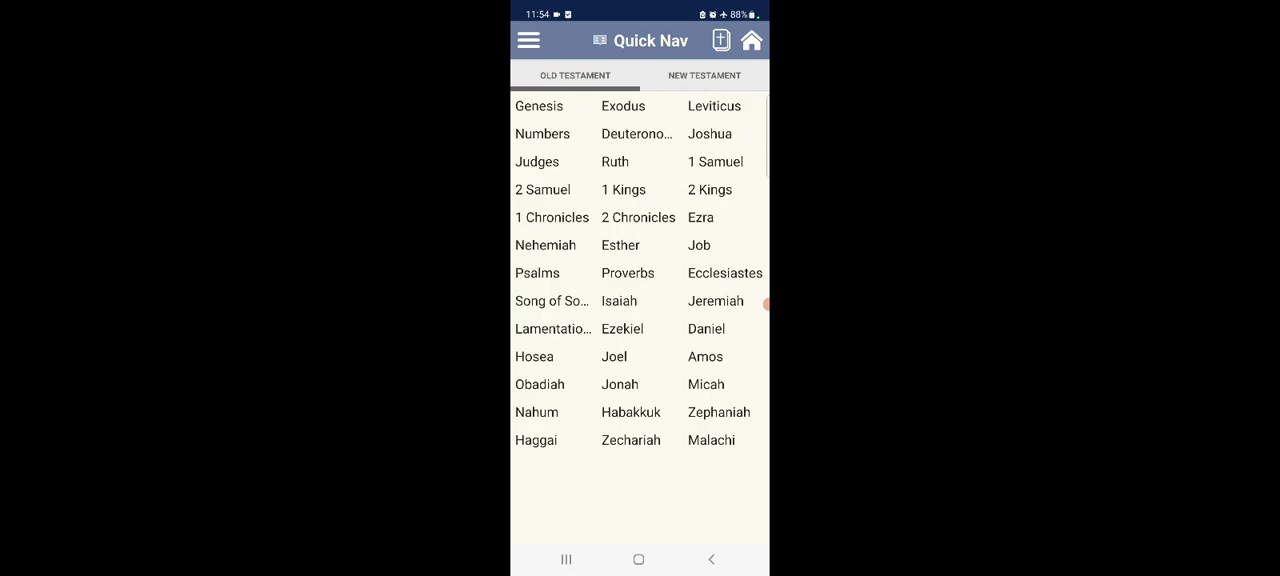 11:54 88%
Quick Nav
OLD TESTAMENT NEW TESTAMENT
Genesis Exodus Leviticus
Numbers Deuterono... Joshua
Judges Ruth 1 Samuel
2 Samuel 1 Kings 2 Kings
1 Chronicles 2 Chronicles Ezra
Nehemiah Esther Job
Psalms Proverbs Ecclesiastes
Song of So... Isaiah Jeremiah
Lamentatio... Ezekiel Daniel
Hosea Joel Amos
Obadiah Jonah Micah
Nahum Habakkuk Zephaniah
Haggai Zechariah Malachi